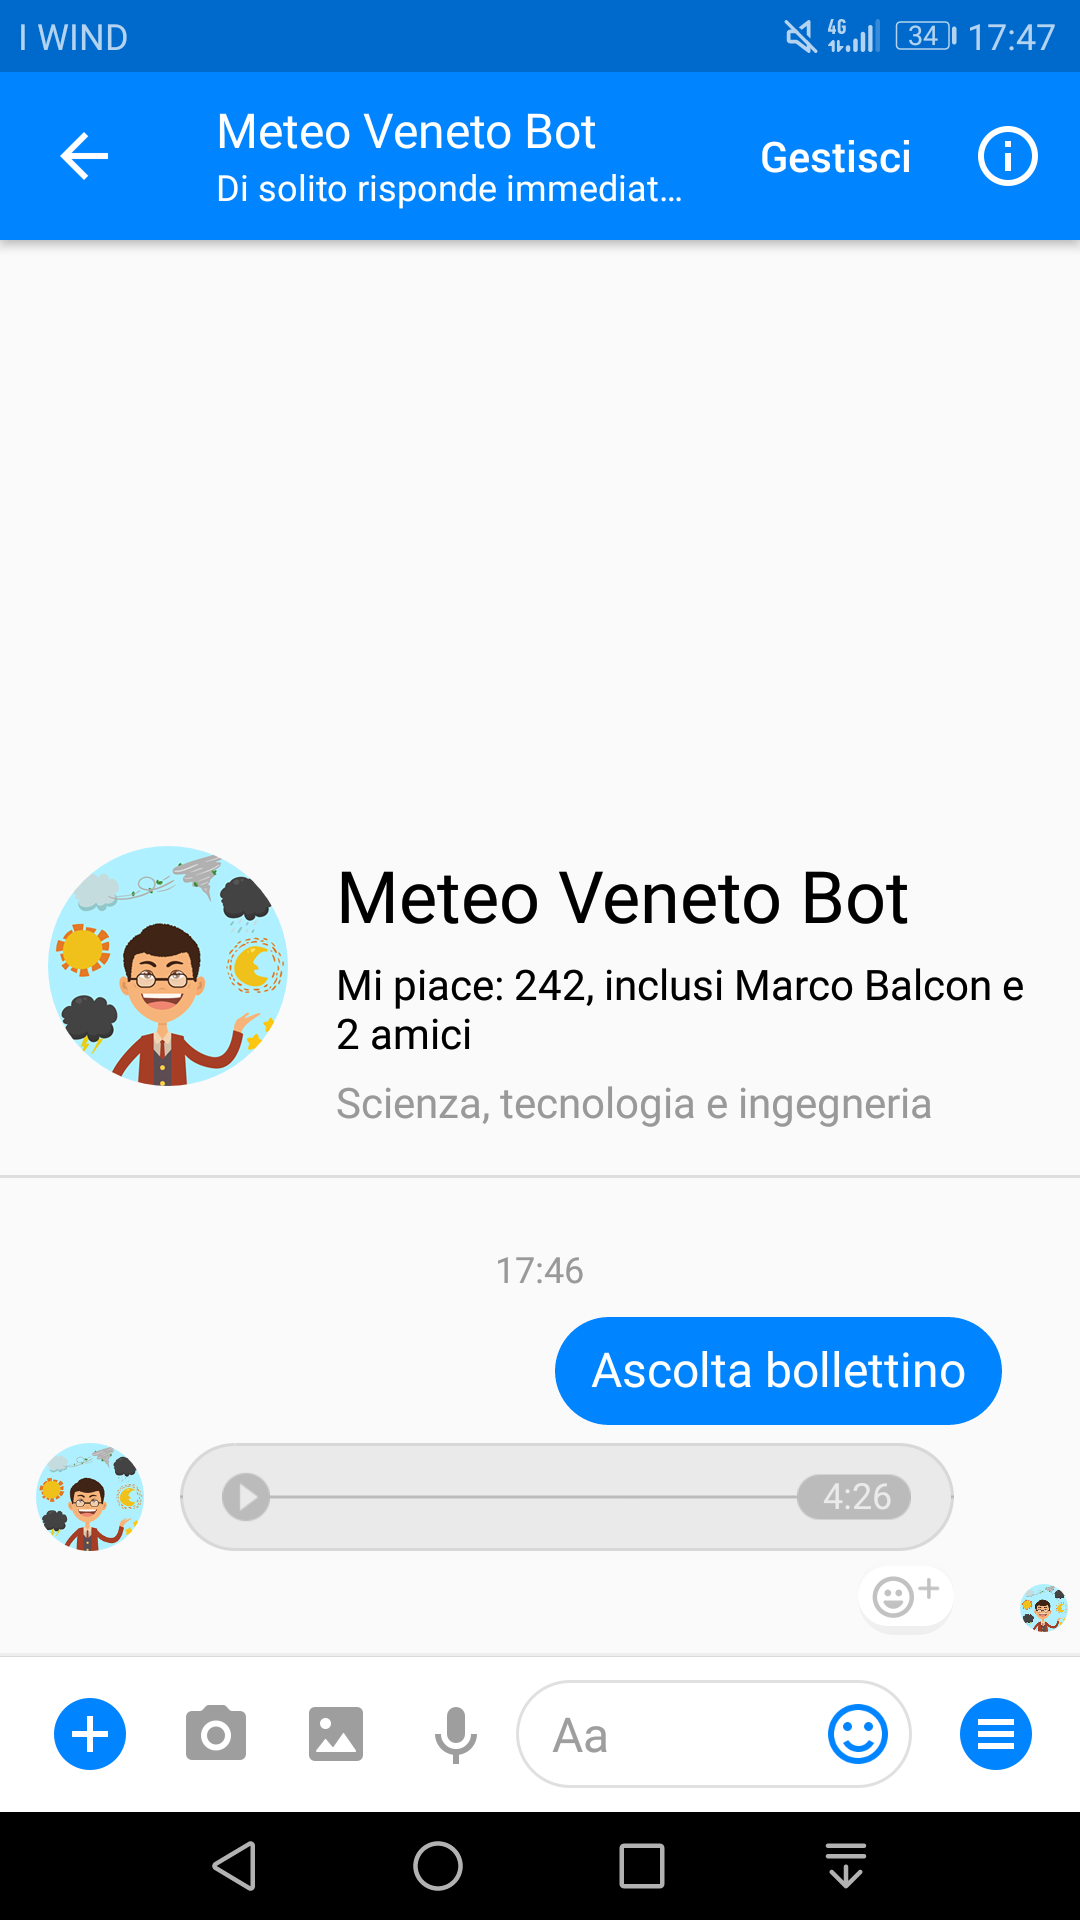 I WIND
4G
34
17:47
Meteo Veneto Bot
Di solito risponde immediat...
Gestisci
Meteo Veneto Bot
Mi piace: 242, inclusi Marco Balcon e
2 amici
Scienza, tecnologia e ingegneria
17:46
Ascolta bollettino
4:26
Aa